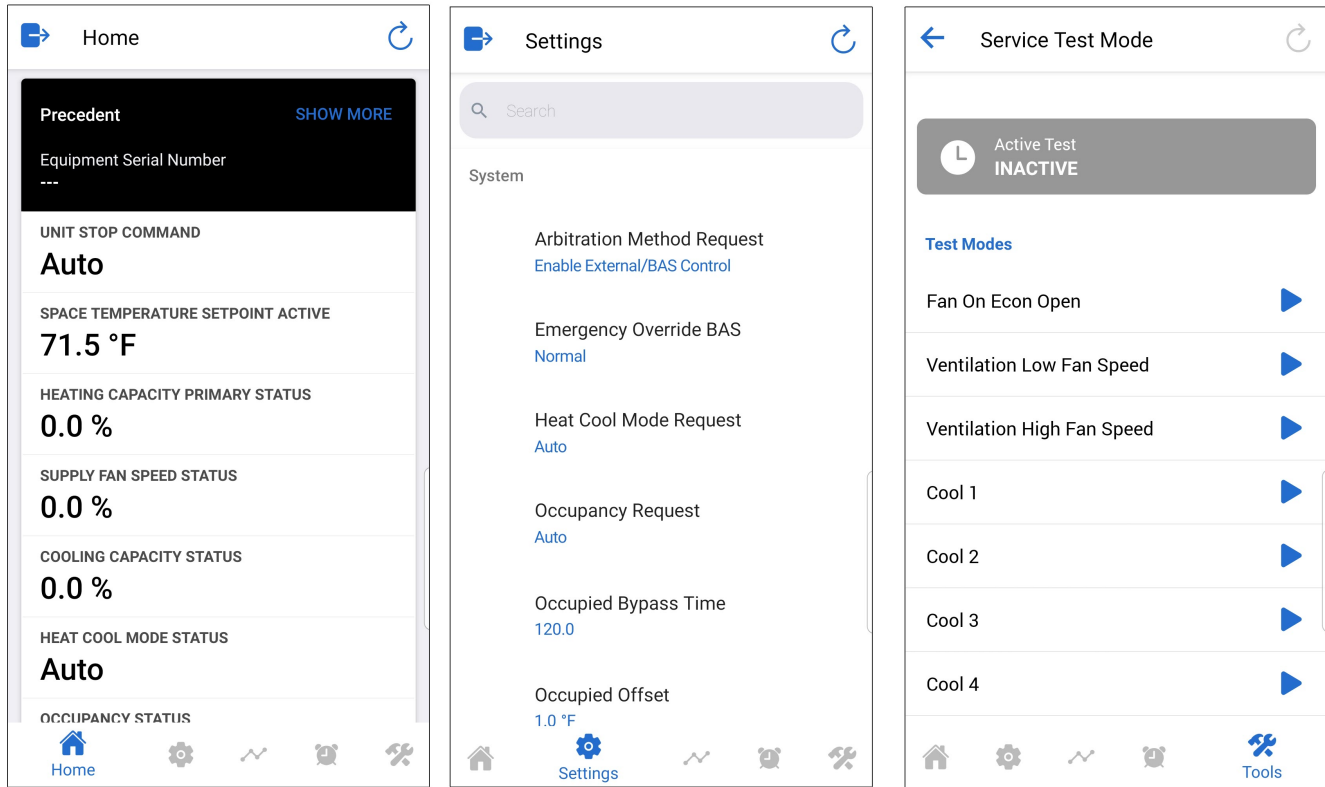 Home
Precedent
SHOW MORE
Equipment Serial Number
---
UNIT STOP COMMAND
Auto
SPACE TEMPERATURE SETPOINT ACTIVE
71.5 °F
HEATING CAPACITY PRIMARY STATUS
0.0 %
SUPPLY FAN SPEED STATUS
0.0 %
COOLING CAPACITY STATUS
0.0 %
HEAT COOL MODE STATUS
Auto
OCCUPANCY STATUS
Home
Settings
Search
System
Arbitration Method Request
Enable External/BAS Control
Emergency Override BAS
Normal
Heat Cool Mode Request
Auto
Occupancy Request
Auto
Occupied Bypass Time
120.0
Occupied Offset
1.0 °F
Settings
Service Test Mode
Active Test
INACTIVE
Test Modes
Fan On Econ Open
Ventilation Low Fan Speed
Ventilation High Fan Speed
Cool 1
Cool 2
Cool 3
Cool 4
Tools